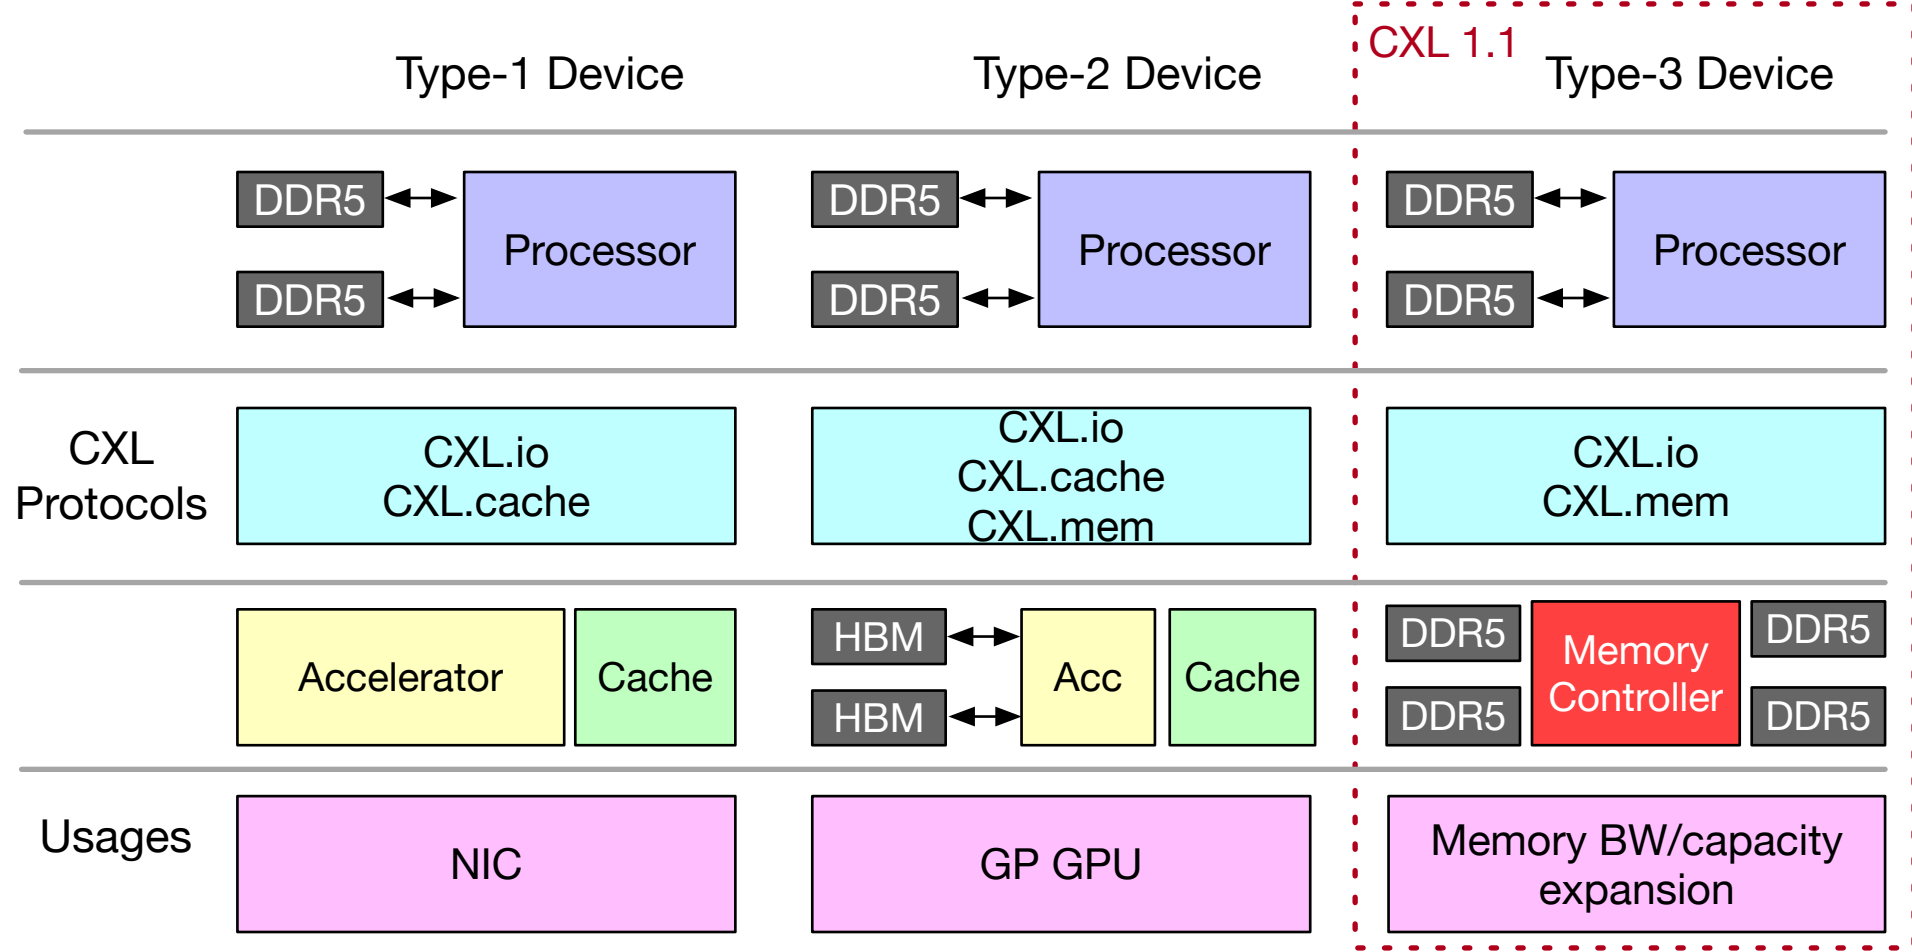 CXL 1.1
Type-1 Device
Type-2 Device
Type-3 Device
DDR5
DDR5
Processor
DDR5
DDR5
Processor
DDR5
DDR5
Processor
CXL
Protocols
CXL.io
CXL.cache
CXL.io
CXL.cache
CXL.mem
CXL.io
CXL.mem
Accelerator
Cache
HBM
HBM
Acc
Cache
DDR5
DDR5
Memory
Controller
DDR5
DDR5
Usages
NIC
GP GPU
Memory BW/capacity
expansion